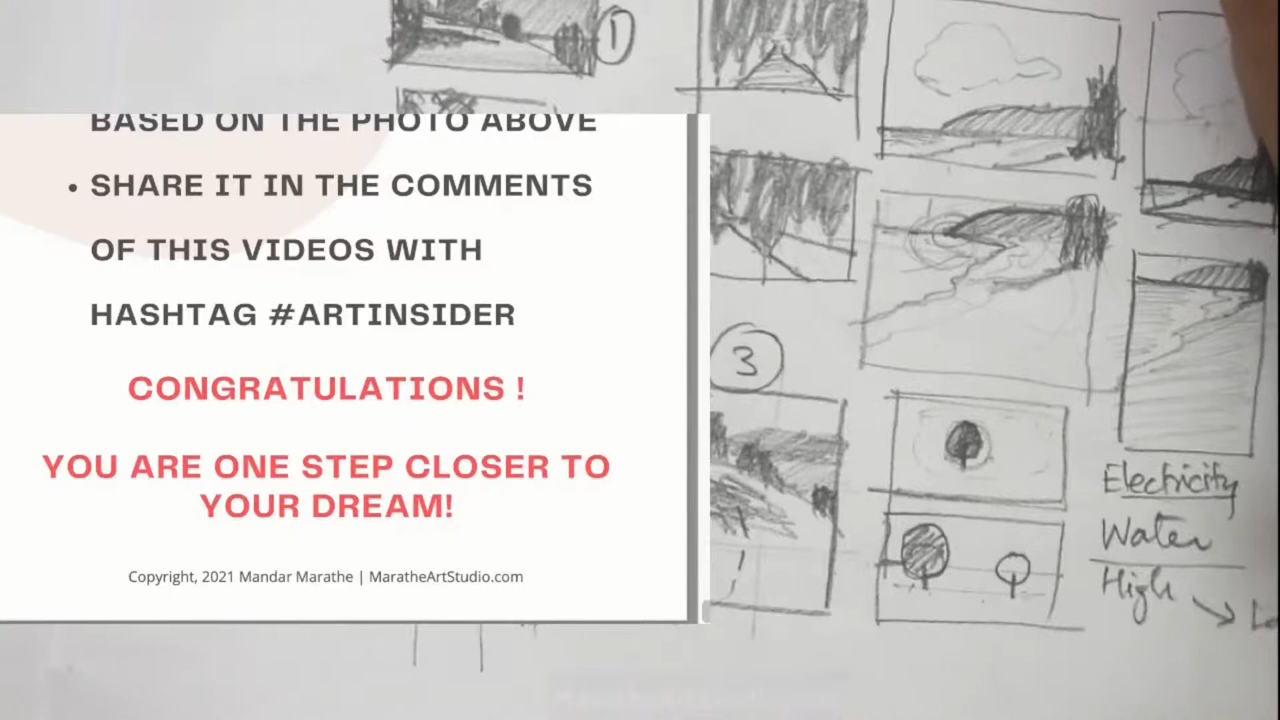 1
BASED ON THE PHOTO ABOVE
• SHARE IT IN THE COMMENTS
OF THIS VIDEOS WITH
HASHTAG #ARTINSIDER
CONGRATULATIONS !
YOU ARE ONE STEP CLOSER TO
YOUR DREAM!
Copyright, 2021 Mandar Marathe | MaratheArtStudio.com
3
Electricity
Water
High